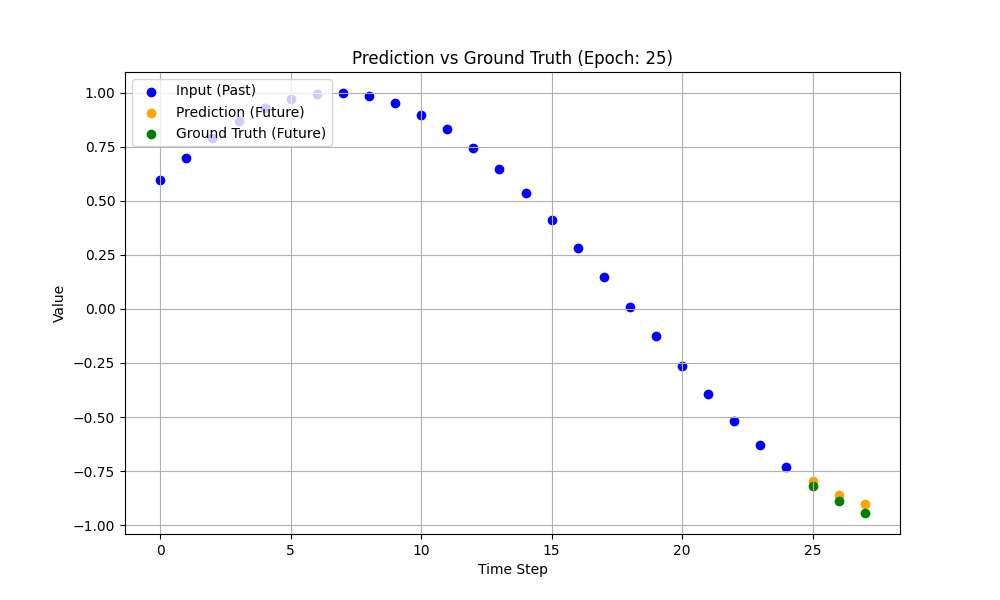 Prediction vs Ground Truth (Epoch: 25)
Input (Past)
Prediction (Future)
Ground Truth (Future)
1.00
0.75
0.50
0.25
0.00
−0.25
−0.50
−0.75
−1.00
Value
0 5 10 15 20 25
Time Step